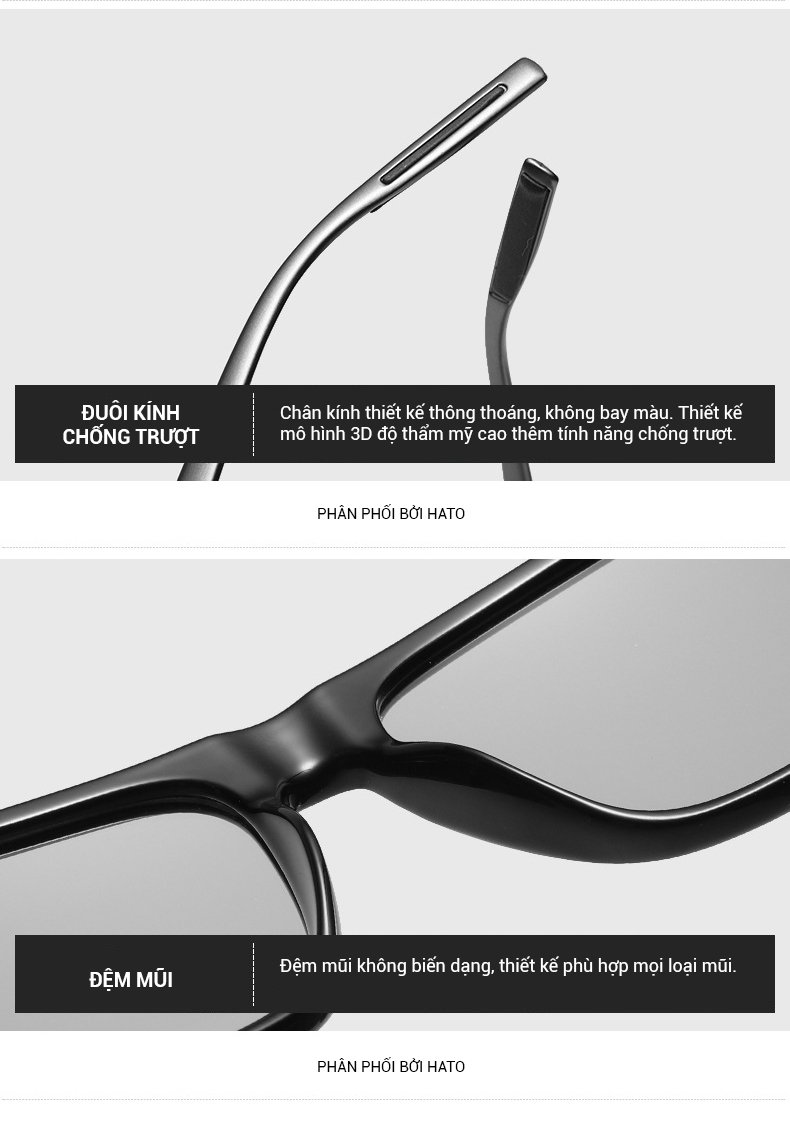 ĐUÔI KÍNH
CHỐNG TRƯỢT
Chân kính thiết kế thông thoáng, không bay màu. Thiết kế
mô hình 3D độ thẩm mỹ cao thêm tính năng chống trượt.
PHÂN PHỐI BỞI HATO
ĐỆM MŨI
Đệm mũi không biến dạng, thiết kế phù hợp mọi loại mũi.
PHÂN PHỐI BỞI HATO